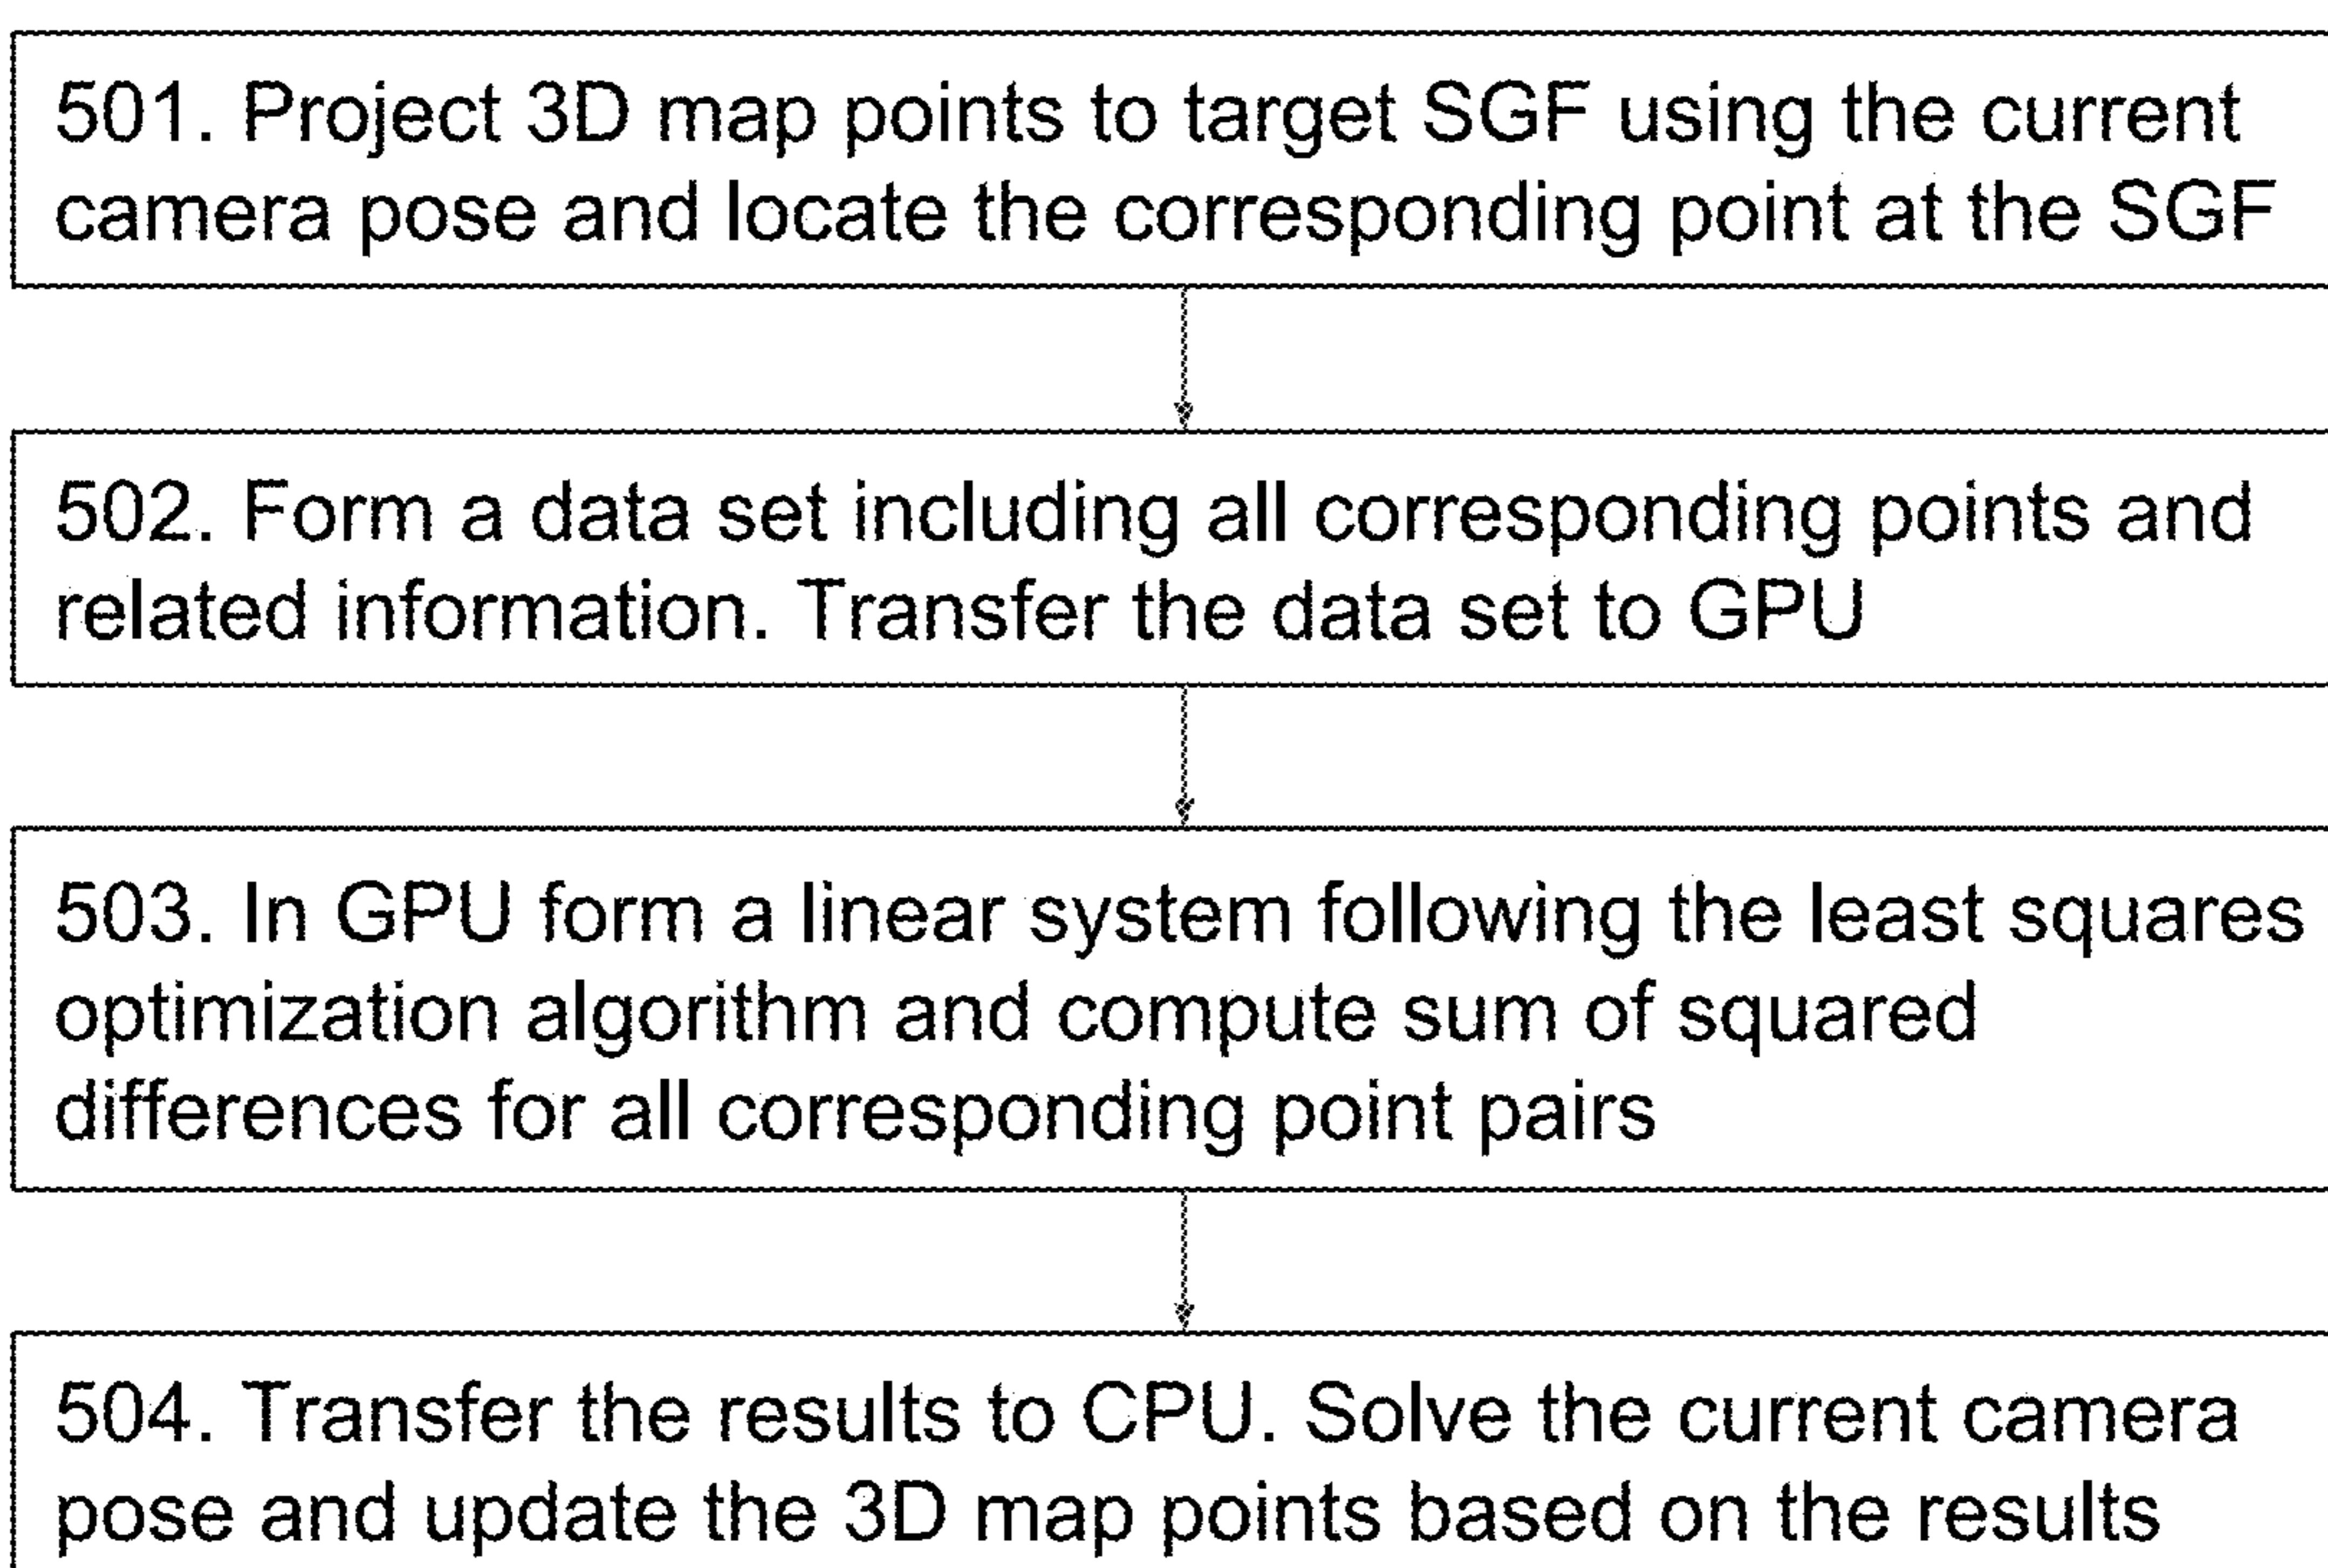 501. Project 3D map points to target SGF using the current
camera pose and locate the corresponding point at the SGF
502. Form a data set including all corresponding points and
related information. Transfer the data set to GPU
503. In GPU form a linear system following the least squares
optimization algorithm and compute sum of squared
differences for all corresponding point pairs
504. Transfer the results to CPU. Solve the current camera
pose and update the 3D map points based on the results